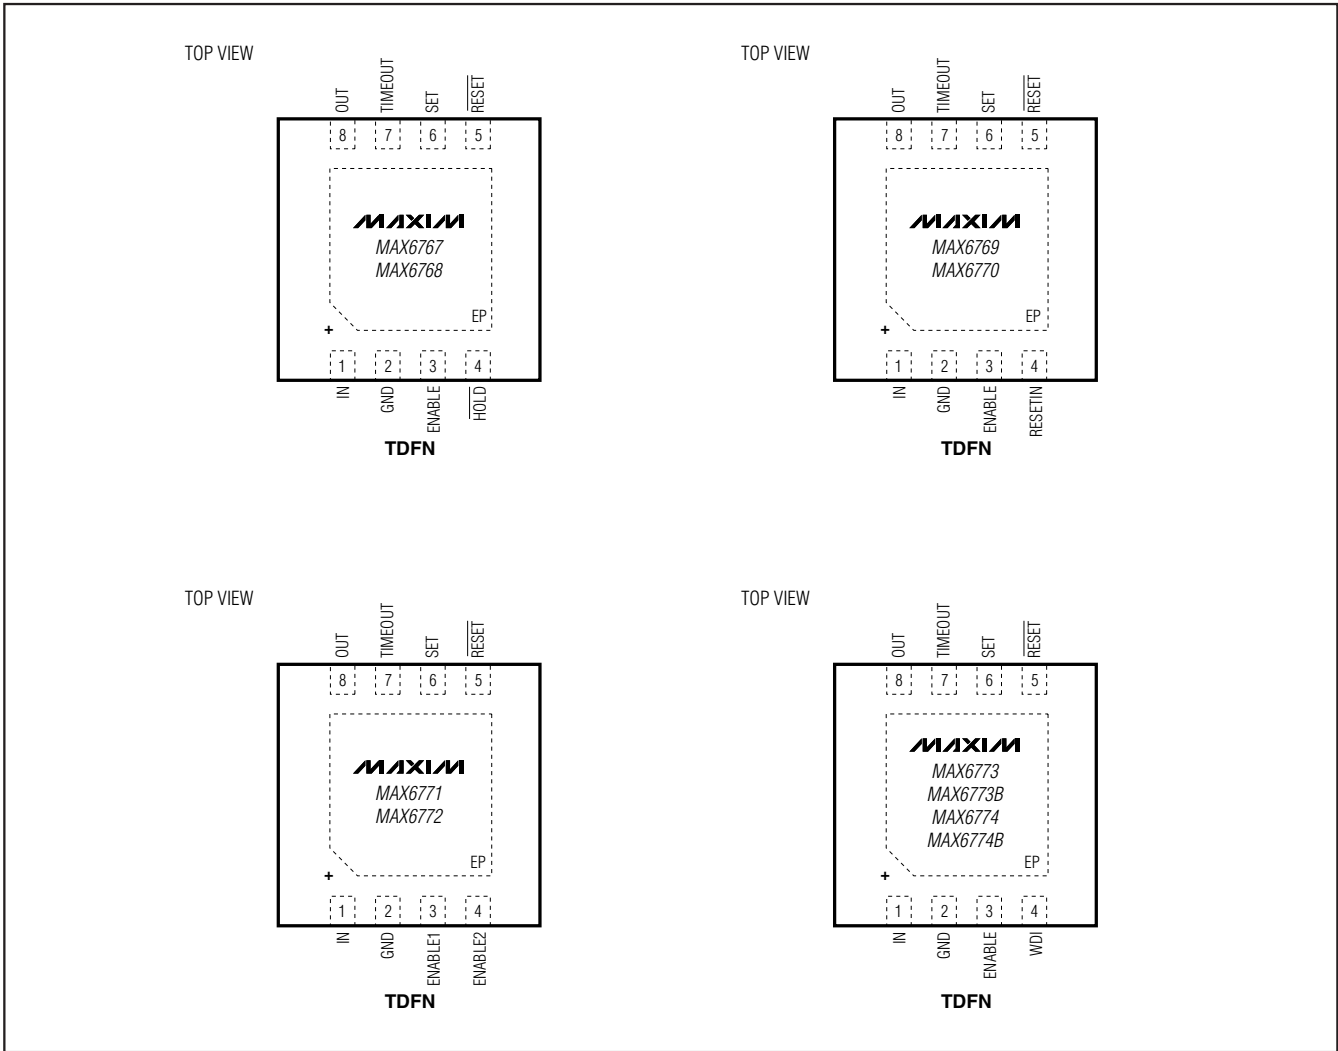 TOP VIEW
OUT
TIMEOUT
SET
RESET
8 7 6 5
MAXIM
MAX6767
MAX6768
EP
+
1 2 3 4
IN
GND
ENABLE
HOLD
TDFN
TOP VIEW
OUT
TIMEOUT
SET
RESET
8 7 6 5
MAXIM
MAX6769
MAX6770
EP
+
1 2 3 4
IN
GND
ENABLE
RESETIN
TDFN
TOP VIEW
OUT
TIMEOUT
SET
RESET
8 7 6 5
MAXIM
MAX6771
MAX6772
EP
+
1 2 3 4
IN
GND
ENABLE1
ENABLE2
TDFN
TOP VIEW
OUT
TIMEOUT
SET
RESET
8 7 6 5
MAXIM
MAX6773
MAX6773B
MAX6774
MAX6774B
EP
+
1 2 3 4
IN
GND
ENABLE
WDI
TDFN